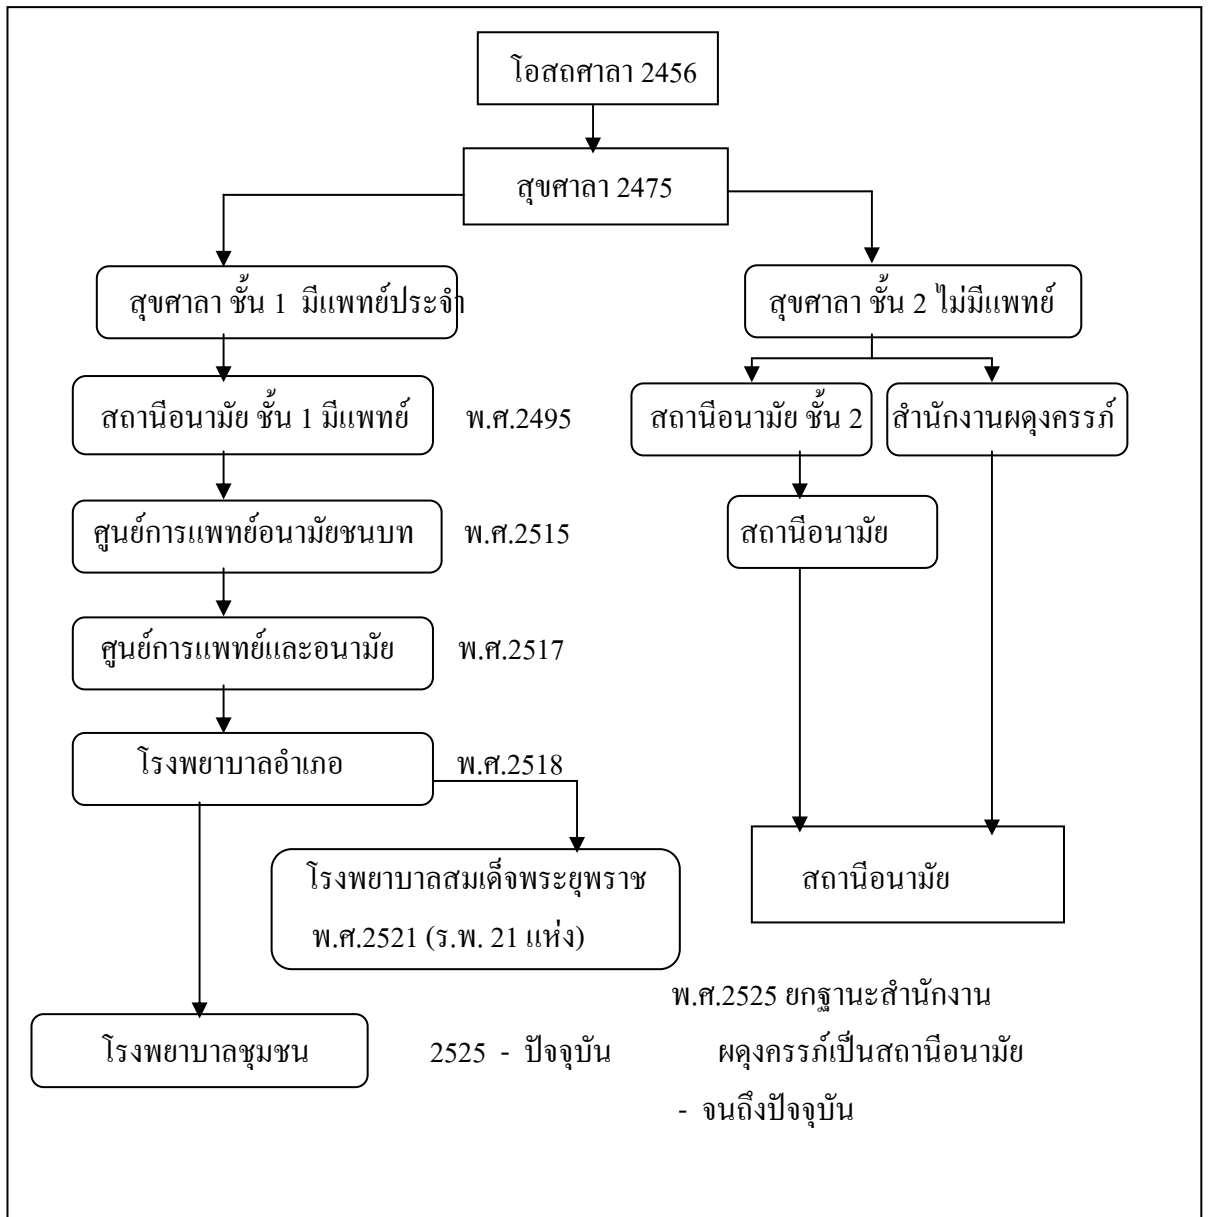 โอสถศาลา 2456
สุขศาลา 2475
สุขศาลา ชั้น 1 มีแพทย์ประจำ
สุขศาลา ชั้น 2 ไม่มีแพทย์
สถานีอนามัย ชั้น 1 มีแพทย์
พ.ศ.2495
สถานีอนามัย ชั้น 2
สำนักงานผดุงครรภ์
ศูนย์การแพทย์อนามัยชนบท
พ.ศ.2515
สถานีอนามัย
ศูนย์การแพทย์และอนามัย
พ.ศ.2517
โรงพยาบาลอำเภอ
พ.ศ.2518
โรงพยาบาลสมเด็จพระยุพราช
พ.ศ.2521 (ร.พ. 21 แห่ง)
สถานีอนามัย
โรงพยาบาลชุมชน
2525 - ปัจจุบัน
พ.ศ.2525 ยกฐานะสำนักงาน
ผดุงครรภ์เป็นสถานีอนามัย
- จนถึงปัจจุบัน